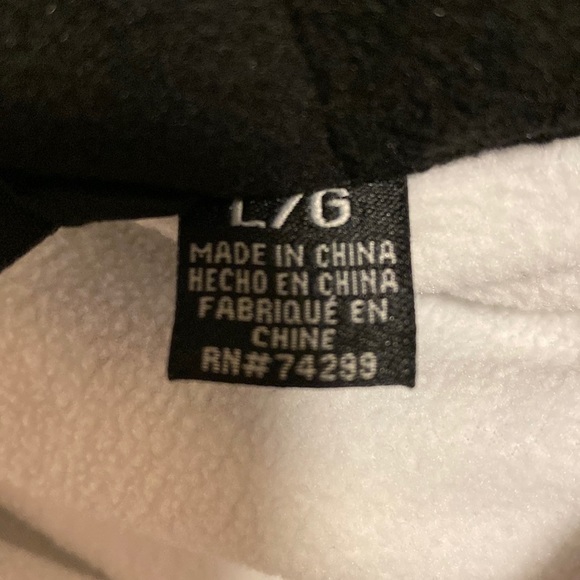 L/G
MADE IN CHINA
HECHO EN CHINA
FABRIQUÉ EN
CHINE
RN#74299